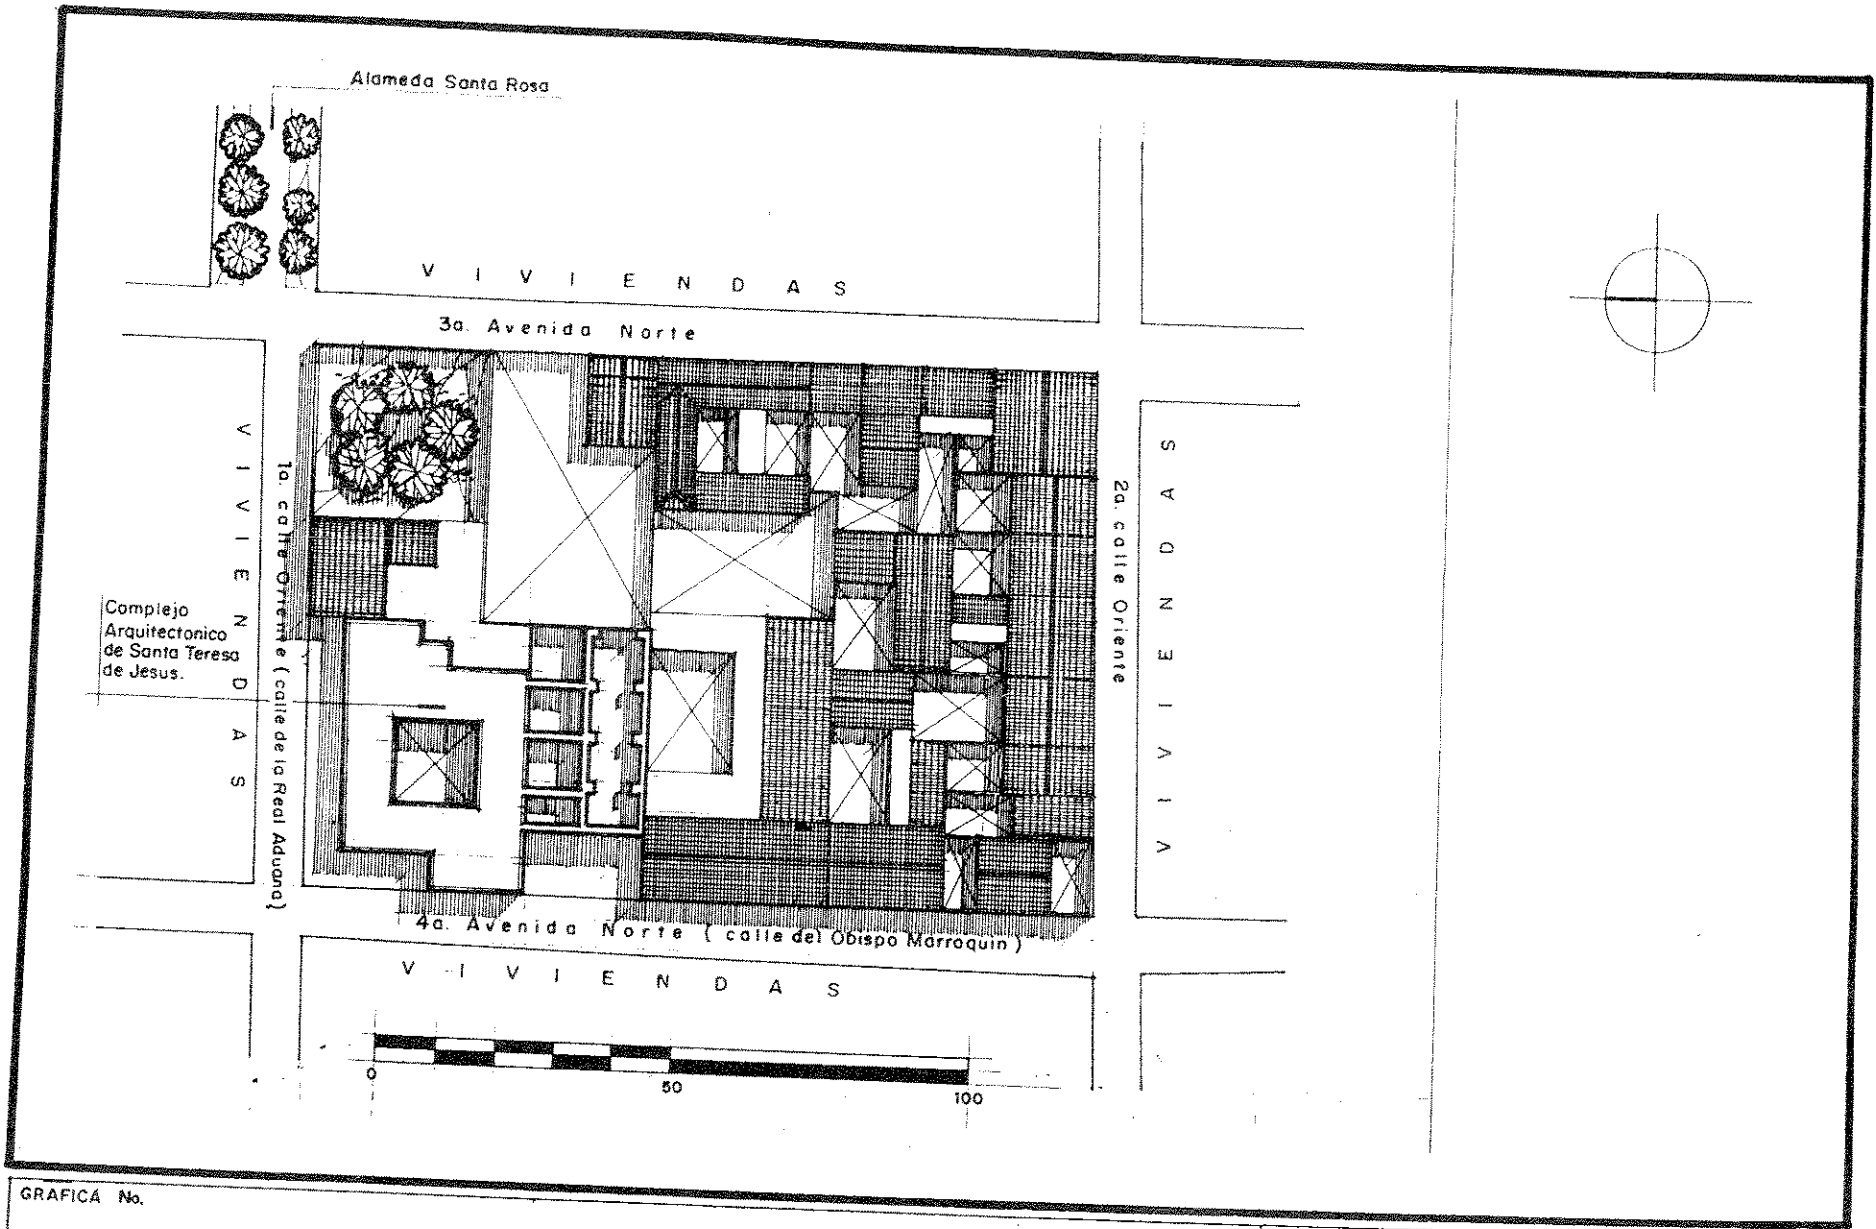 Alameda Santa Rosa
V I V I E N D A S
3a. Avenida Norte
V I V I E N D A S
1a. calle Oriente (calle de la Real Aduana)
Complejo
Arquitectonico
de Santa Teresa
de Jesus.
2a. calle Oriente
V I V I E N D A S
4a. Avenida Norte ( calle del Obispo Marroquin )
V I V I E N D A S
0
50
100
GRAFICA No.